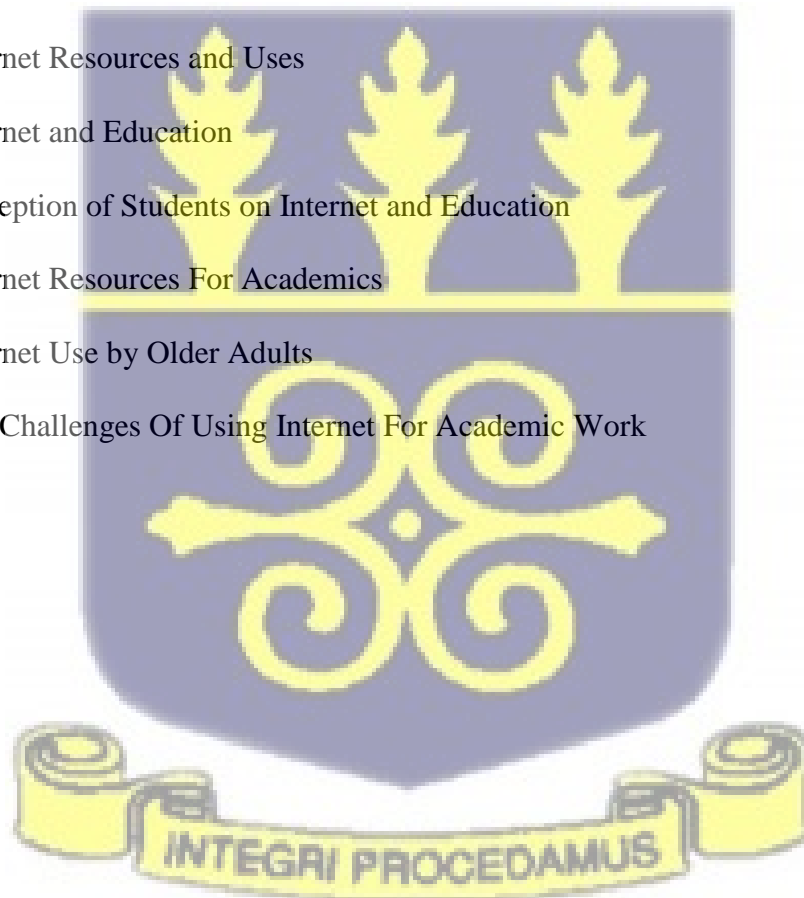 rnet Resources and Uses
rnet and Education
eption of Students on Internet and Education
rnet Resources For Academics
rnet Use by Older Adults
Challenges Of Using Internet For Academic Work
INTEGRI PROCEDAMUS